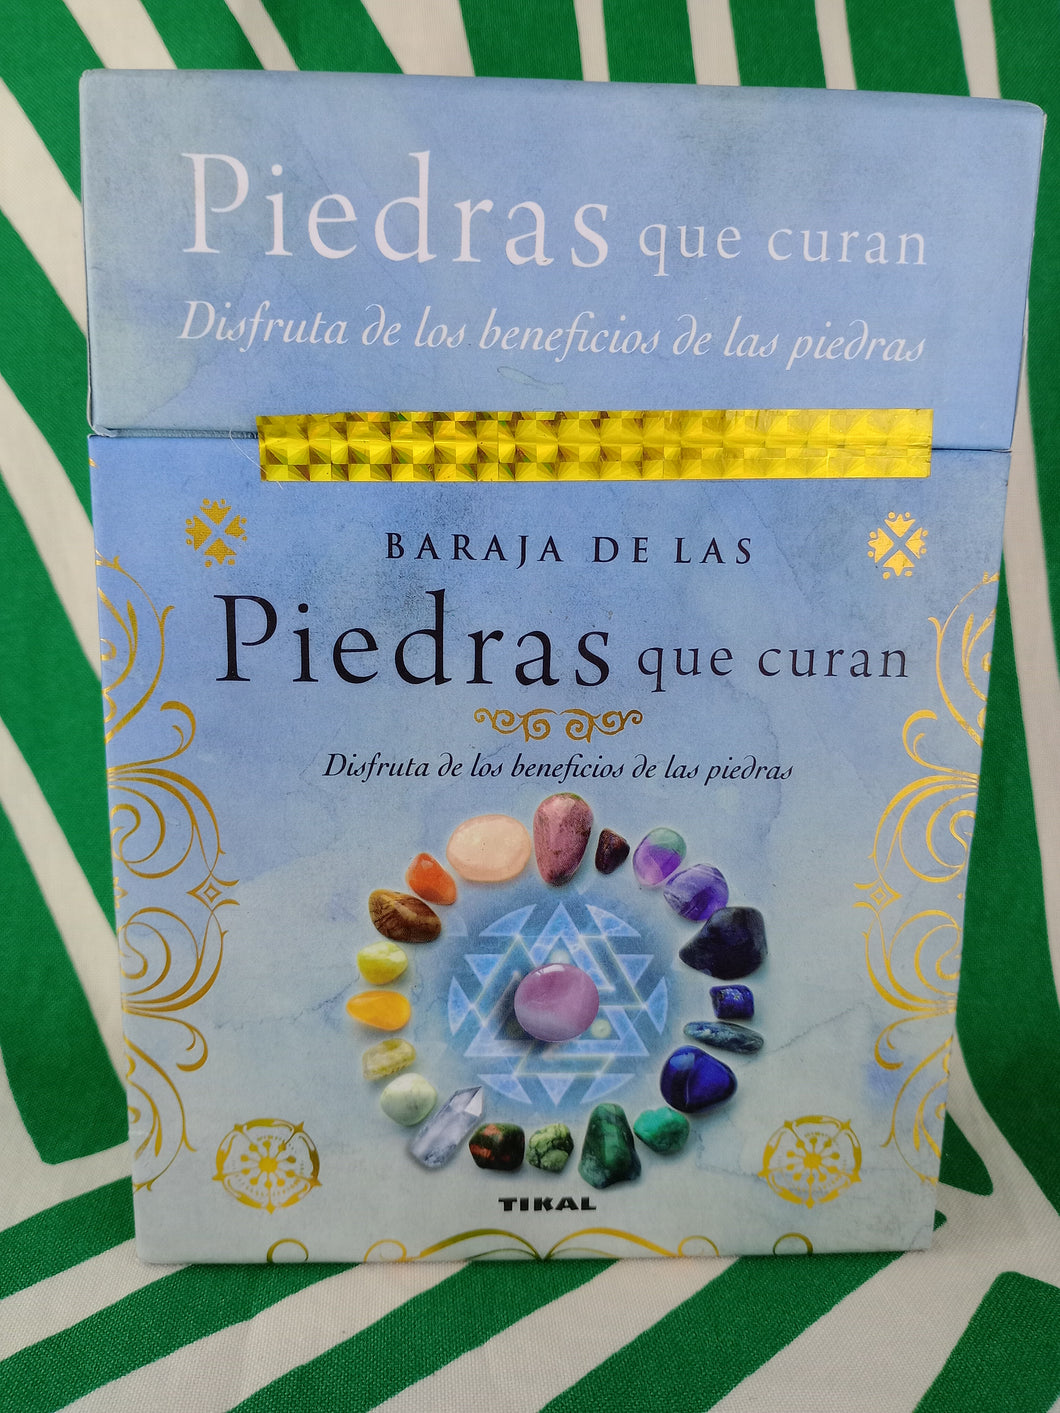 Piedras que curan
Disfruta de los beneficios de las piedras
BARAJA DE LAS
Piedras que curan
Disfruta de los beneficios de las piedras
TIKAL